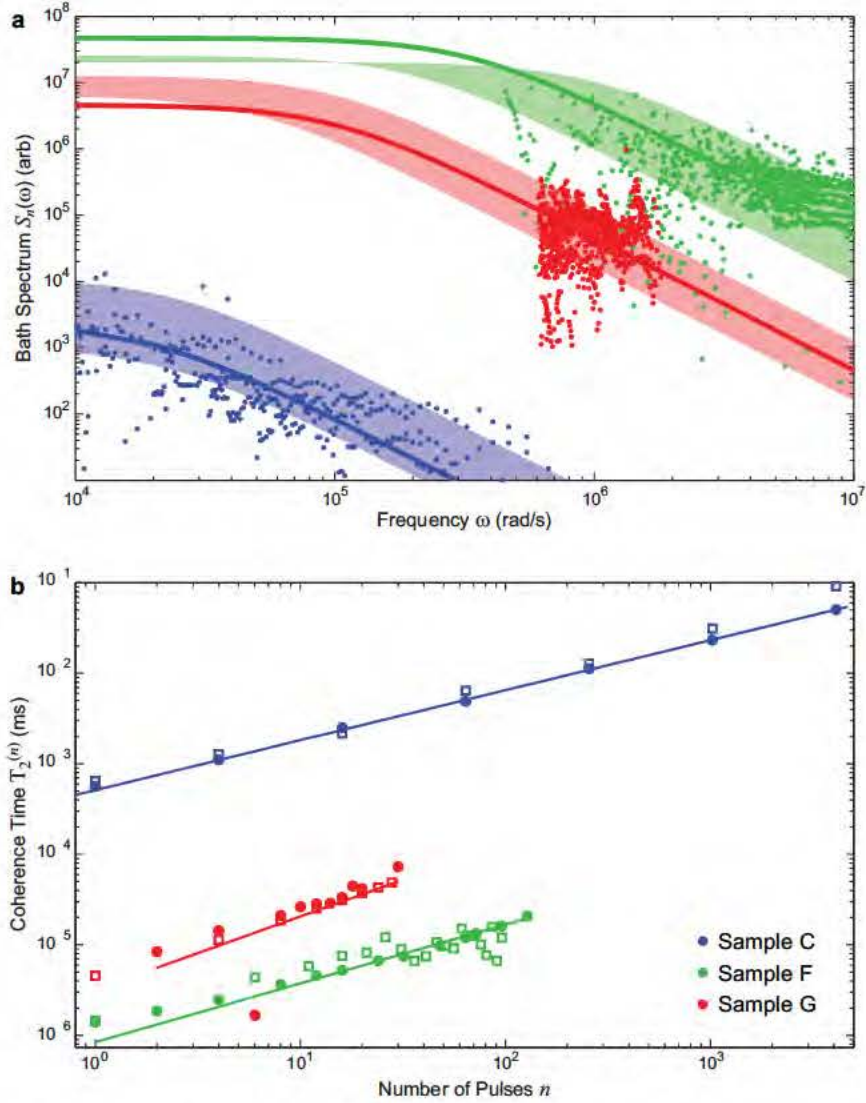 a
10^8
10^7
10^6
10^5
10^4
10^3
10^2
Bath Spectrum S_n(ω) (arb)
10^4
10^5
10^6
10^7
Frequency ω (rad/s)
b
10^1
10^2
10^3
10^4
10^5
10^6
Coherence Time T_2^(n) (ms)
Sample C
Sample F
Sample G
10^0
10^1
10^2
10^3
Number of Pulses n